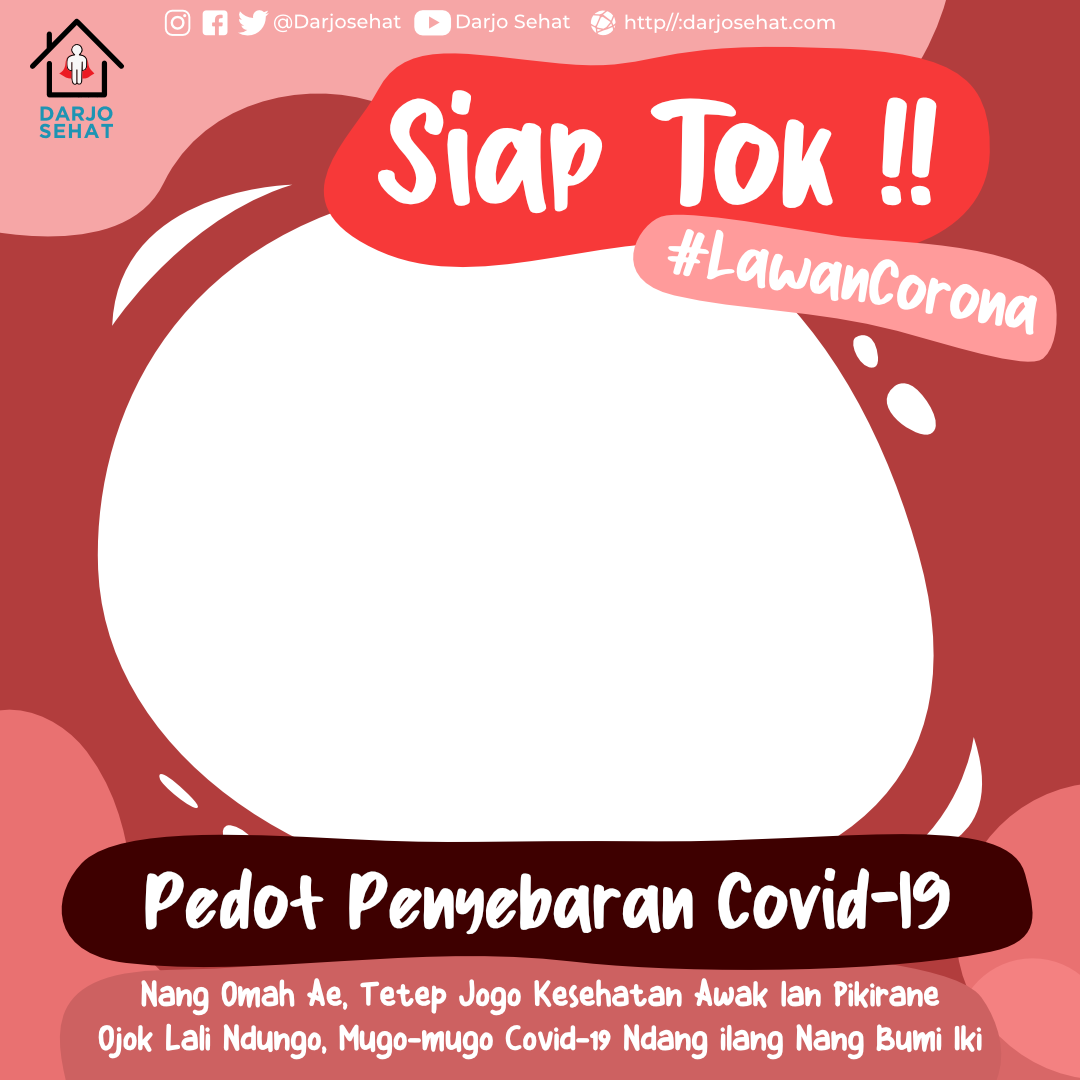 @Darjosehat Darjo Sehat http//:darjosehat.com
DARJO
SEHAT
Siap Tok !!
#LawanCorona
Pedot Penyebaran Covid-19
Nang Omah Ae, Tetep Jogo Kesehatan Awak lan Pikirane
Ojok Lali Ndungo, Mugo-mugo Covid-19 Ndang ilang Nang Bumi Iki